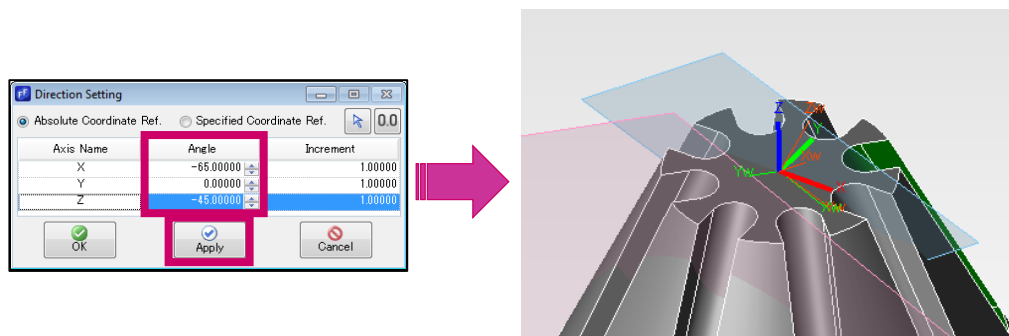 Direction Setting
Absolute Coordinate Ref. Specified Coordinate Ref. 0.0
Axis Name Angle Increment
X -65.00000 1.00000
Y 0.00000 1.00000
Z -45.00000 1.00000
OK Apply Cancel
Z
Y
Xw
Yw
Xw